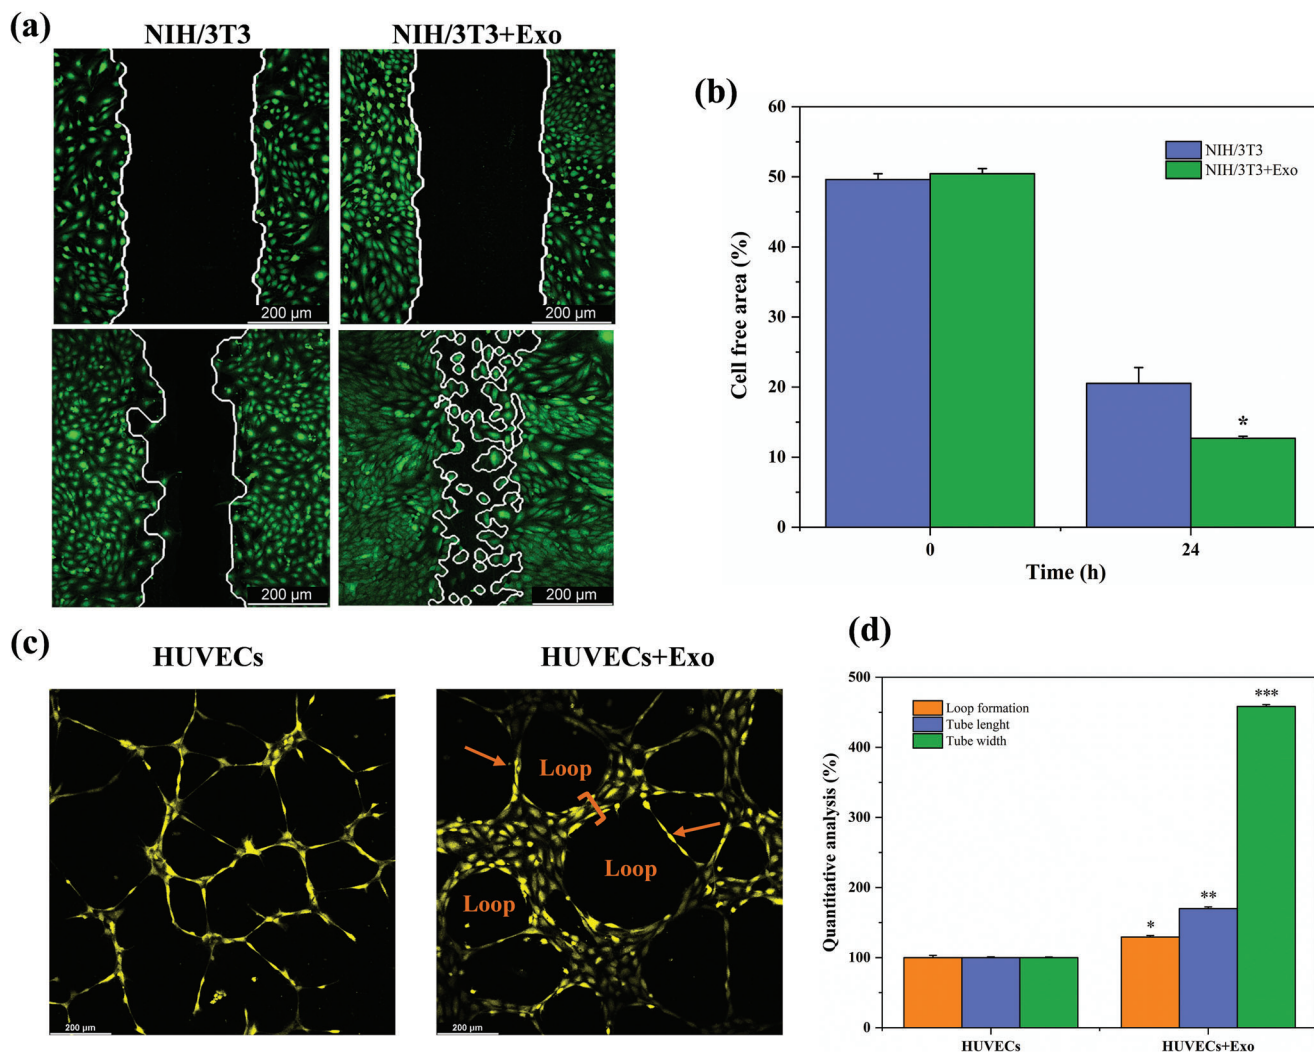 (a)
NIH/3T3
NIH/3T3+Exo
200 µm
200 µm
200 µm
200 µm
(b)
60
50
40
30
20
10
0
Cell free area (%)
NIH/3T3
NIH/3T3+Exo
*
0
24
Time (h)
(c)
HUVECs
HUVECs+Exo
Loop
Loop
Loop
200 µm
200 µm
(d)
500
400
300
200
100
0
Quantitative analysis (%)
Loop formation
Tube lenght
Tube width
*
**
***
HUVECs
HUVECs+Exo